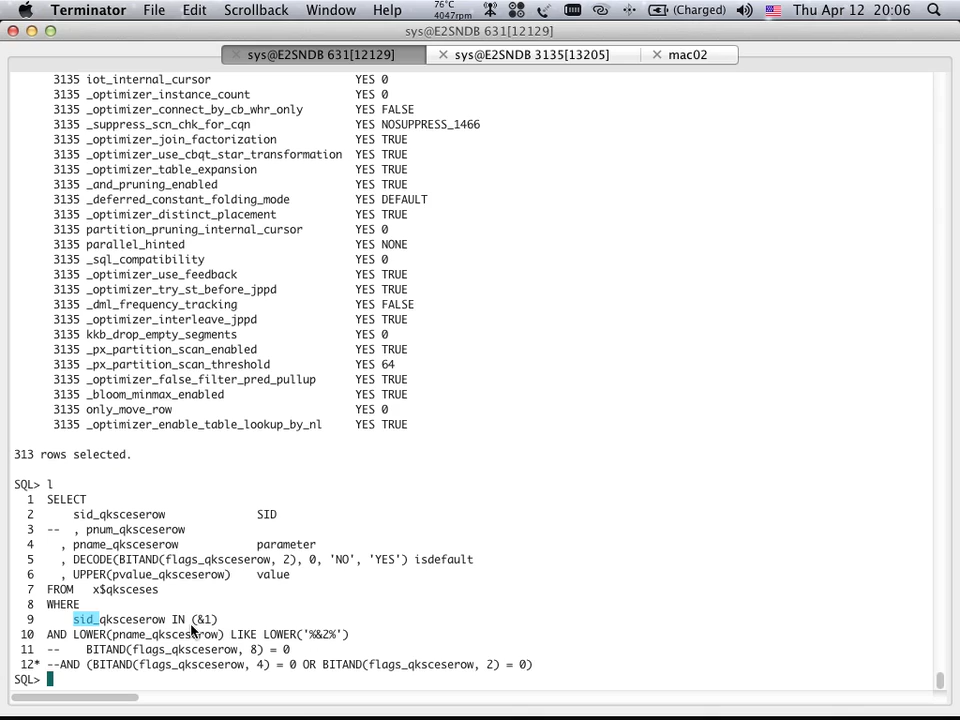 Terminator File Edit Scrollback Window Help 76°C 4047rpm (Charged) Thu Apr 12 20:06
sys@E2SNDB 631[12129]
sys@E2SNDB 631[12129] sys@E2SNDB 3135[13205] mac02
3135 iot_internal_cursor YES 0
3135 _optimizer_instance_count YES 0
3135 _optimizer_connect_by_cb_whr_only YES FALSE
3135 _suppress_scn_chk_for_cqn YES NOSUPPRESS_1466
3135 _optimizer_join_factorization YES TRUE
3135 _optimizer_use_cbqt_star_transformation YES TRUE
3135 _optimizer_table_expansion YES TRUE
3135 _and_pruning_enabled YES TRUE
3135 _deferred_constant_folding_mode YES DEFAULT
3135 _optimizer_distinct_placement YES TRUE
3135 partition_pruning_internal_cursor YES 0
3135 parallel_hinted YES NONE
3135 _sql_compatibility YES 0
3135 _optimizer_use_feedback YES TRUE
3135 _optimizer_try_st_before_jppd YES TRUE
3135 _dml_frequency_tracking YES FALSE
3135 _optimizer_interleave_jppd YES TRUE
3135 kkb_drop_empty_segments YES 0
3135 _px_partition_scan_enabled YES TRUE
3135 _px_partition_scan_threshold YES 64
3135 _optimizer_false_filter_pred_pullup YES TRUE
3135 _bloom_minmax_enabled YES TRUE
3135 only_move_row YES 0
3135 _optimizer_enable_table_lookup_by_nl YES TRUE
313 rows selected.
SQL> l
1 SELECT
2 sid_qksceserow SID
3 -- , pnum_qksceserow
4 , pname_qksceserow parameter
5 , DECODE(BITAND(flags_qksceserow, 2), 0, 'NO', 'YES') isdefault
6 , UPPER(pvalue_qksceserow) value
7 FROM x$qksceses
8 WHERE
9 sid_qksceserow IN (&1)
10 AND LOWER(pname_qksceserow) LIKE LOWER('%&2%')
11 -- BITAND(flags_qksceserow, 8) = 0
12* --AND (BITAND(flags_qksceserow, 4) = 0 OR BITAND(flags_qksceserow, 2) = 0)
SQL>